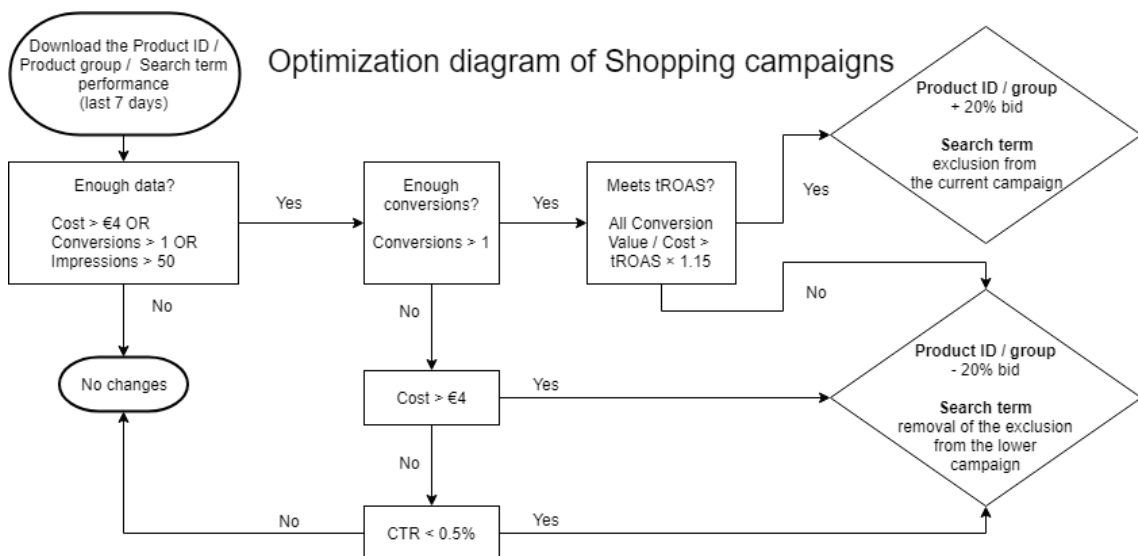 Download the Product ID /
Product group / Search term
performance
(last 7 days)
Optimization diagram of Shopping campaigns
Product ID / group
+ 20% bid
Search term
exclusion from
the current campaign
Enough data?
Cost > €4 OR
Conversions > 1 OR
Impressions > 50
Yes
Enough
conversions?
Conversions > 1
Yes
Meets tROAS?
All Conversion
Value / Cost >
tROAS × 1.15
Yes
No
No
No
Product ID / group
- 20% bid
Search term
removal of the exclusion
from the lower
campaign
No changes
Cost > €4
Yes
No
CTR < 0.5%
No
Yes